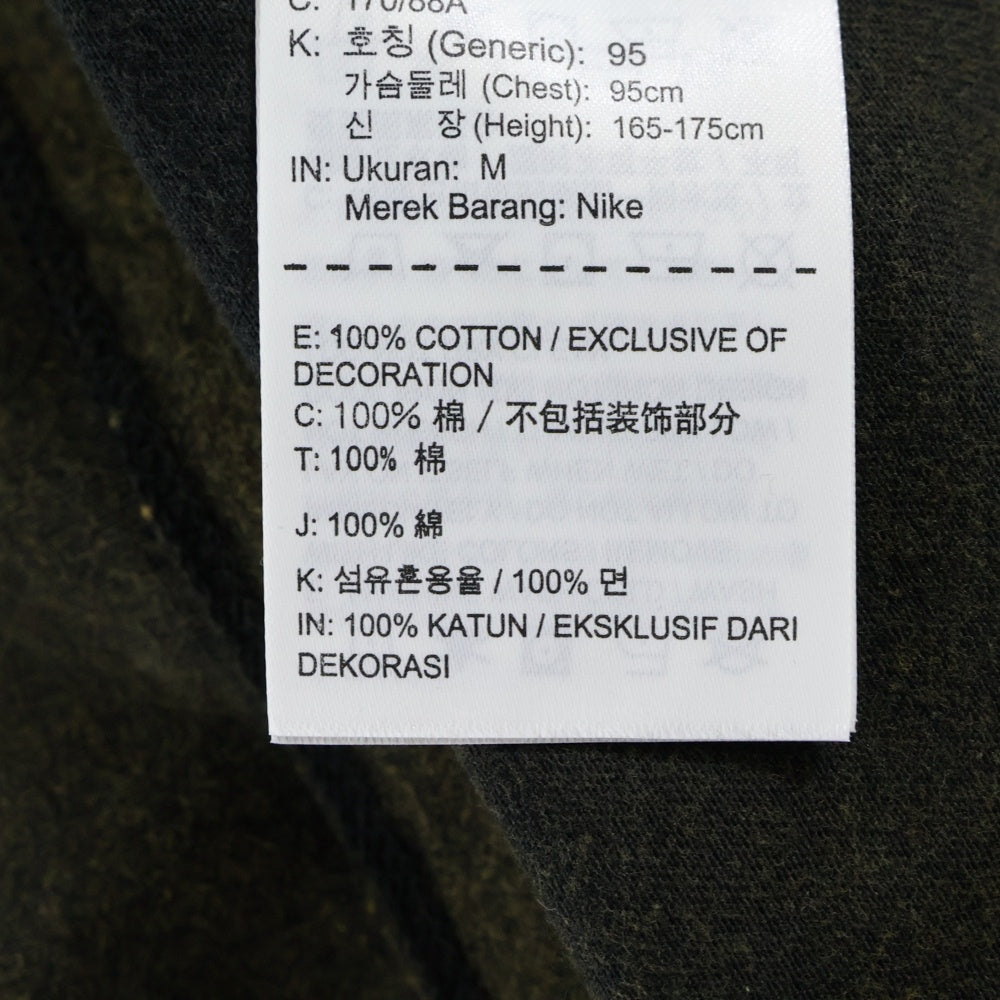 C: 170/88A
K: 호칭 (Generic): 95
가슴둘레 (Chest): 95cm
신 장 (Height): 165-175cm
IN: Ukuran: M
Merek Barang: Nike
E: 100% COTTON / EXCLUSIVE OF
DECORATION
C: 100% 棉 / 不包括装饰部分
T: 100% 棉
J: 100% 綿
K: 섬유혼용율 / 100% 면
IN: 100% KATUN / EKSKLUSIF DARI
DEKORASI